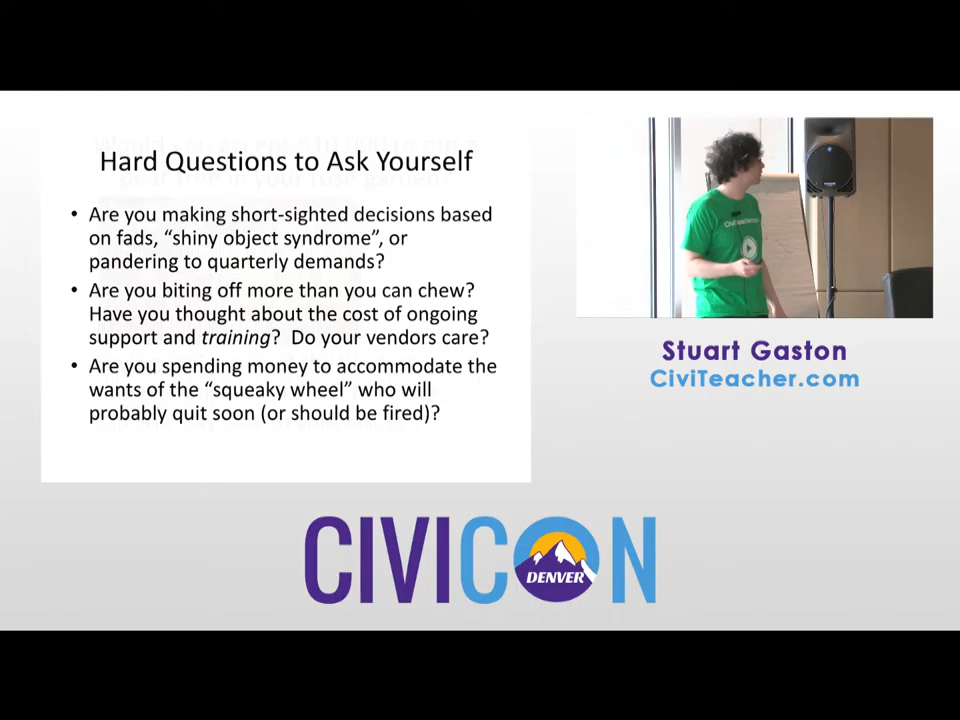 Hard Questions to Ask Yourself
• Are you making short-sighted decisions based
on fads, “shiny object syndrome”, or
pandering to quarterly demands?
• Are you biting off more than you can chew?
Have you thought about the cost of ongoing
support and training? Do your vendors care?
• Are you spending money to accommodate the
wants of the “squeaky wheel” who will
probably quit soon (or should be fired)?
Stuart Gaston
CiviTeacher.com
CIVICON
DENVER